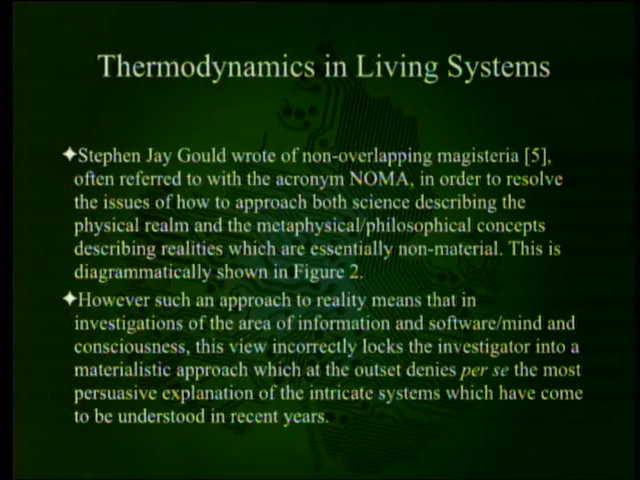 Thermodynamics in Living Systems
✦Stephen Jay Gould wrote of non-overlapping magisteria [5],
often referred to with the acronym NOMA, in order to resolve
the issues of how to approach both science describing the
physical realm and the metaphysical/philosophical concepts
describing realities which are essentially non-material. This is
diagrammatically shown in Figure 2.
✦However such an approach to reality means that in
investigations of the area of information and software/mind and
consciousness, this view incorrectly locks the investigator into a
materialistic approach which at the outset denies per se the most
persuasive explanation of the intricate systems which have come
to be understood in recent years.